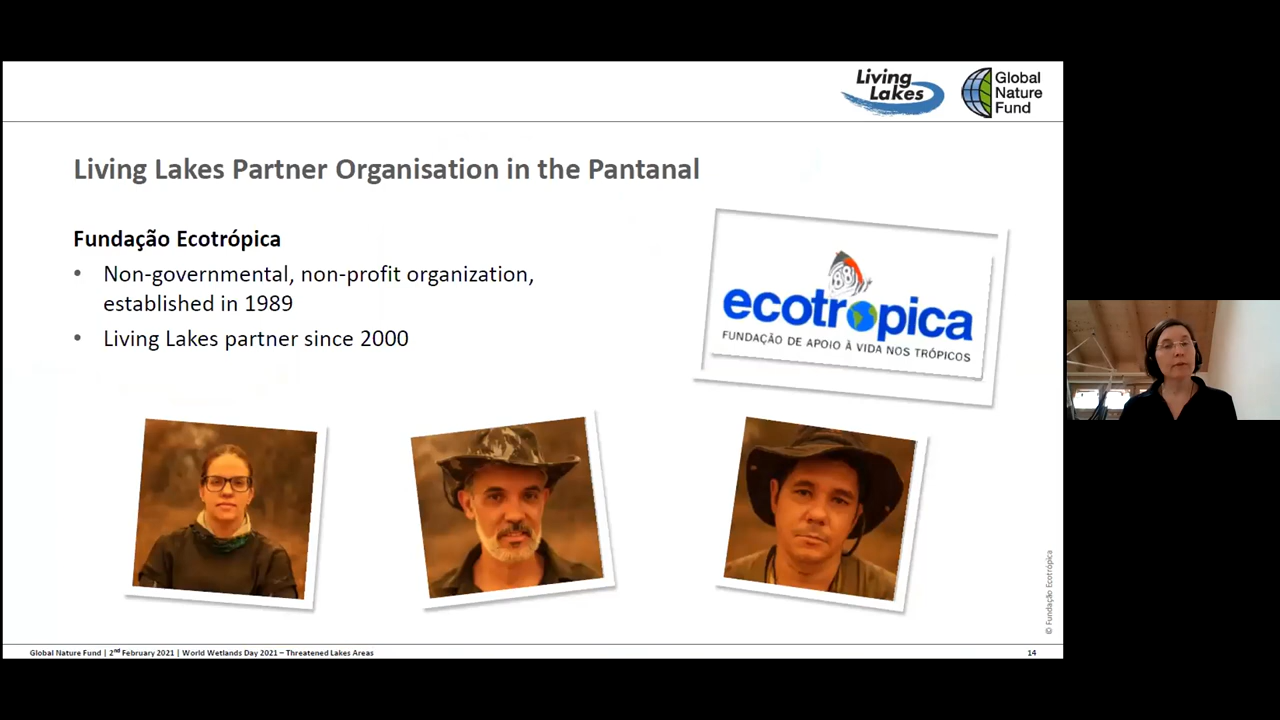 Living
Lakes
Global
Nature
Fund
Living Lakes Partner Organisation in the Pantanal
Fundação Ecotrópica
• Non-governmental, non-profit organization,
established in 1989
• Living Lakes partner since 2000
ecotropica
FUNDAÇÃO DE APOIO À VIDA NOS TRÓPICOS
© Fundação Ecotrópica
Global Nature Fund | 2nd February 2021 | World Wetlands Day 2021 – Threatened Lakes Areas
14